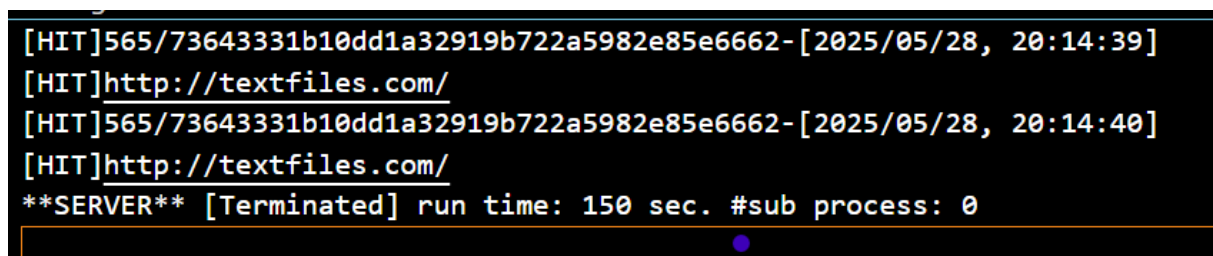 [HIT]565/73643331b10dd1a32919b722a5982e85e6662-[2025/05/28, 20:14:39]
[HIT]http://textfiles.com/
[HIT]565/73643331b10dd1a32919b722a5982e85e6662-[2025/05/28, 20:14:40]
[HIT]http://textfiles.com/
**SERVER** [Terminated] run time: 150 sec. #sub process: 0